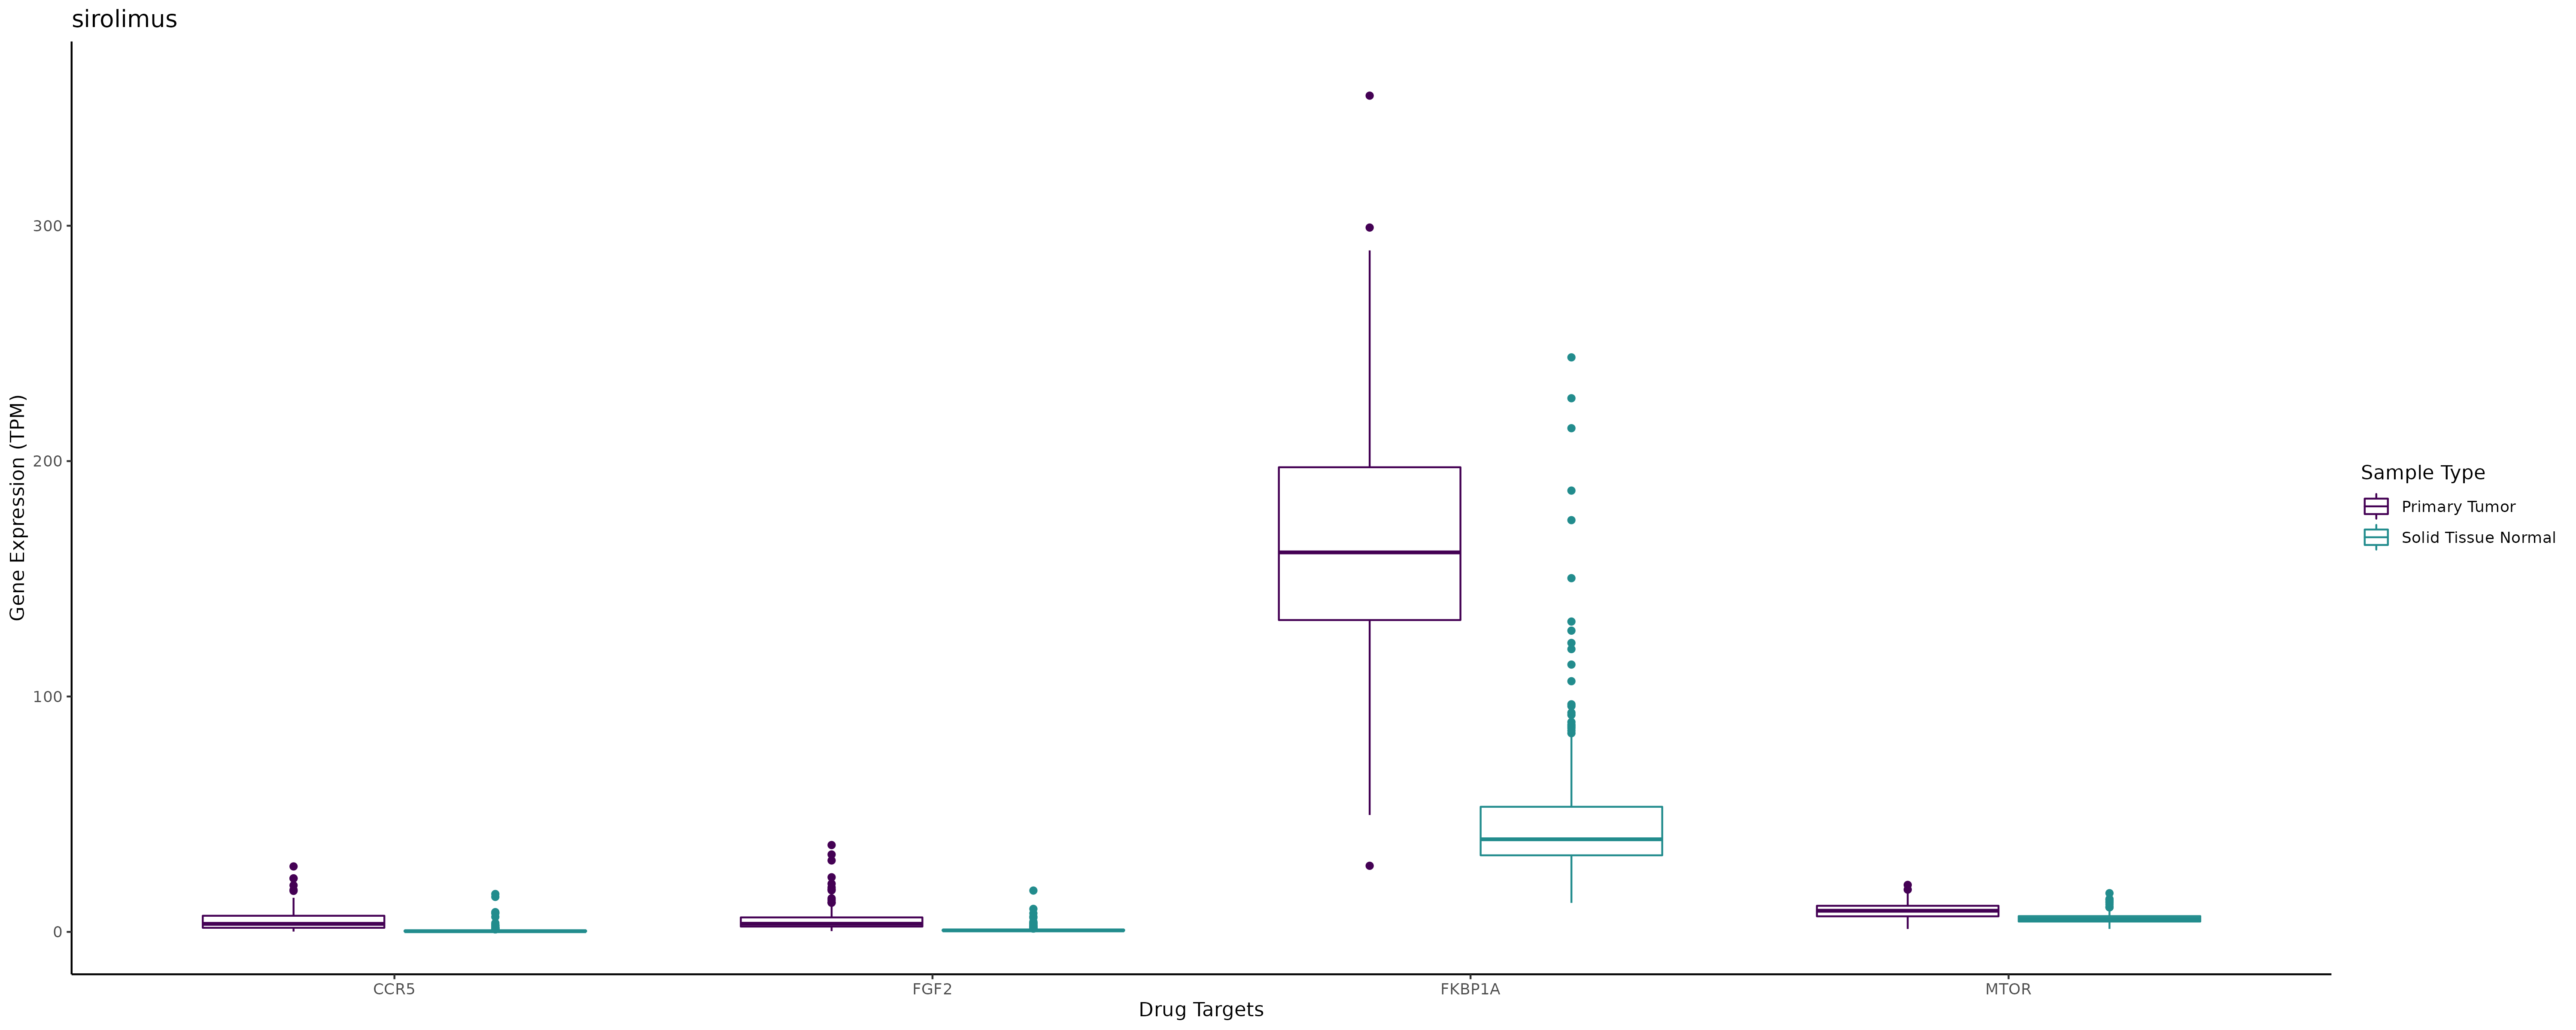 sirolimus
Gene Expression (TPM)
300
200
100
0
CCR5
FGF2
FKBP1A
MTOR
Drug Targets
Sample Type
Primary Tumor
Solid Tissue Normal